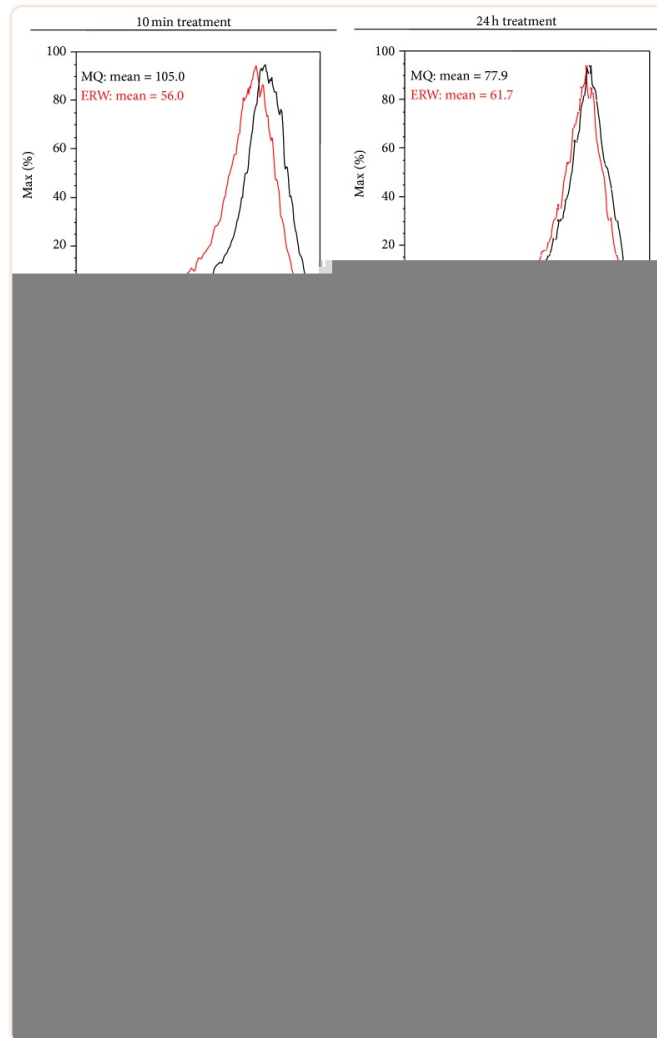 10 min treatment
100
80
60
40
20
Max (%)
MQ: mean = 105.0
ERW: mean = 56.0
24 h treatment
100
80
60
40
20
Max (%)
MQ: mean = 77.9
ERW: mean = 61.7